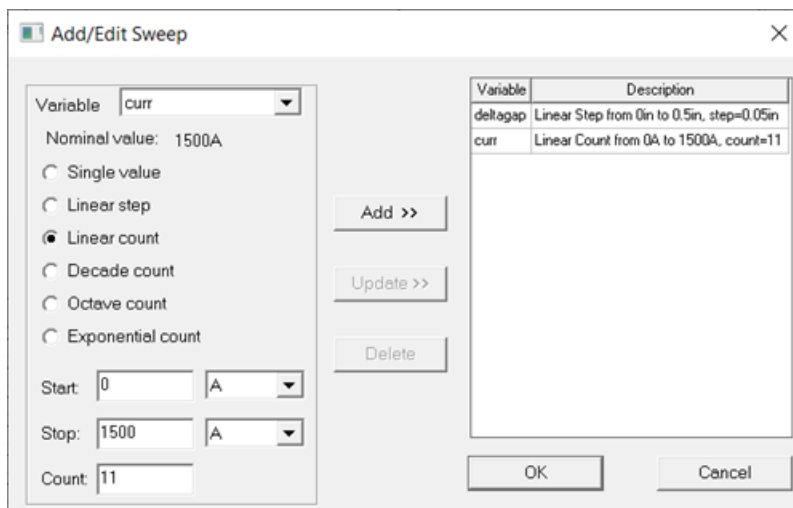 Add/Edit Sweep
Variable curr
Nominal value: 1500A
Single value
Linear step
Linear count
Decade count
Octave count
Exponential count
Start: 0 A
Stop: 1500 A
Count: 11
Add >>
Update >>
Delete
Variable Description
deltagap Linear Step from 0in to 0.5in, step=0.05in
curr Linear Count from 0A to 1500A, count=11
OK Cancel